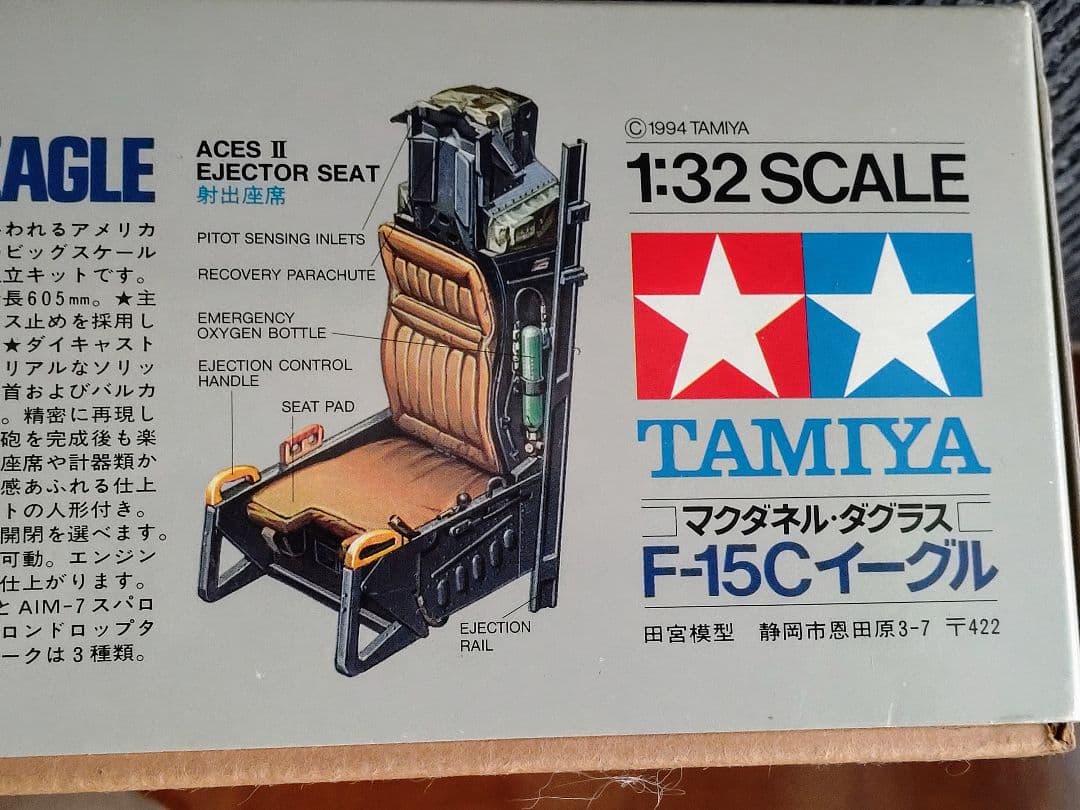 EAGLE
われるアメリカ
ビッグスケール
立キットです。
長605mm。★主
ス止めを採用し
★ダイキャスト
リアルなソリッ
首およびバルカ
。精密に再現し
砲を完成後も楽
座席や計器類か
感あふれる仕上
トの人形付き。
開閉を選べます。
可動。エンジン
仕上がります。
とAIM-7スパロ
ロンドロップタ
ークは3種類。
ACES II
EJECTOR SEAT
射出座席
PITOT SENSING INLETS
RECOVERY PARACHUTE
EMERGENCY
OXYGEN BOTTLE
EJECTION CONTROL
HANDLE
SEAT PAD
EJECTION
RAIL
©1994 TAMIYA
1:32 SCALE
TAMIYA
マクダネル・ダグラス
F-15Cイーグル
田宮模型 静岡市恩田原3-7 〒422